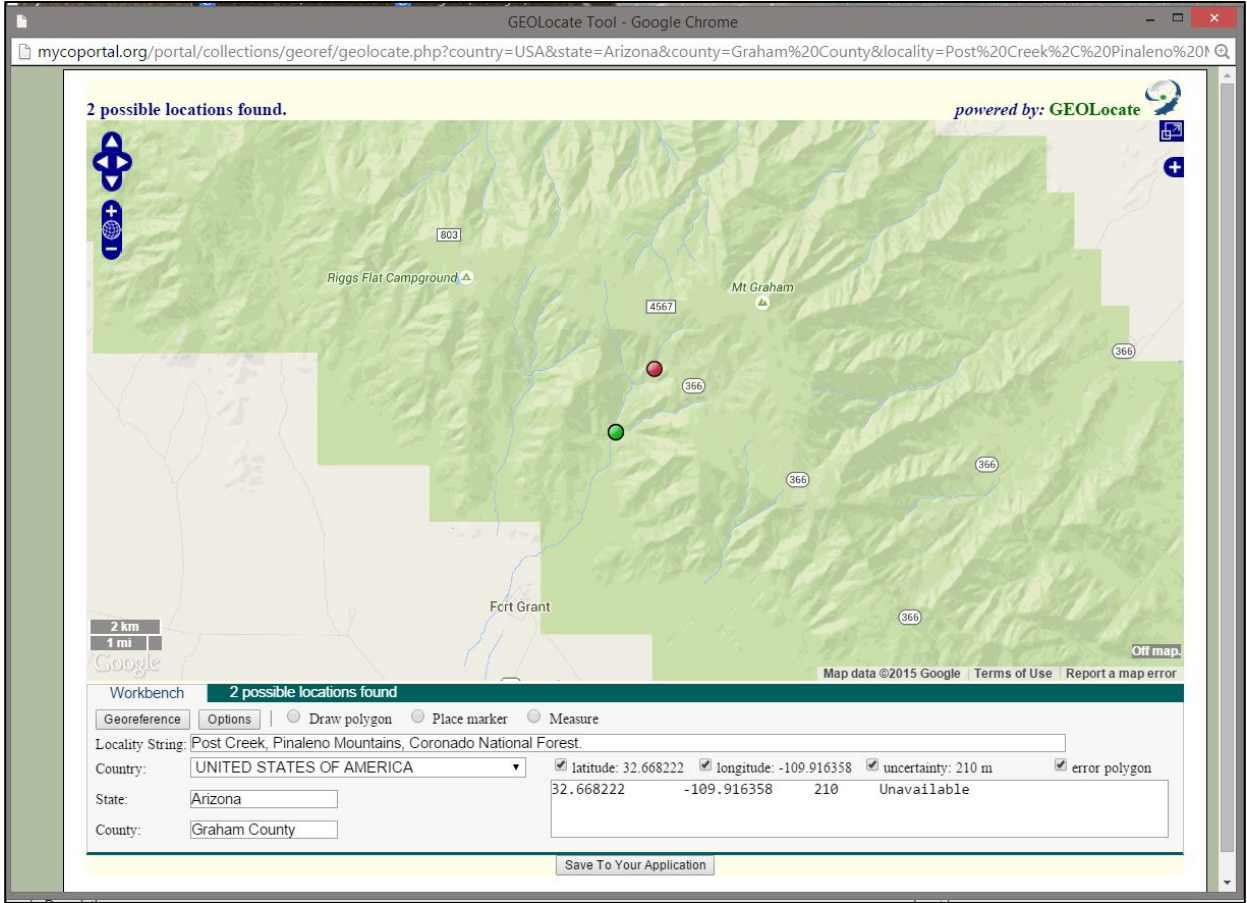 GEOLocate Tool - Google Chrome
mycoportal.org/portal/collections/georef/geolocate.php?country=USA&state=Arizona&county=Graham%20County&locality=Post%20Creek%2C%20Pinaleno%20
2 possible locations found.
powered by: GEOLocate
803
Riggs Flat Campground
Mt Graham
4567
366
366
366
366
Fort Grant
366
2 km
1 mi
Google
Off map.
Map data ©2015 Google
Terms of Use
Report a map error
Workbench
2 possible locations found
Georeference
Options
Draw polygon
Place marker
Measure
Locality String: Post Creek, Pinaleno Mountains, Coronado National Forest.
Country: UNITED STATES OF AMERICA
latitude: 32.668222 longitude: -109.916358 uncertainty: 210 m error polygon
32.668222 -109.916358 210 Unavailable
State: Arizona
County: Graham County
Save To Your Application